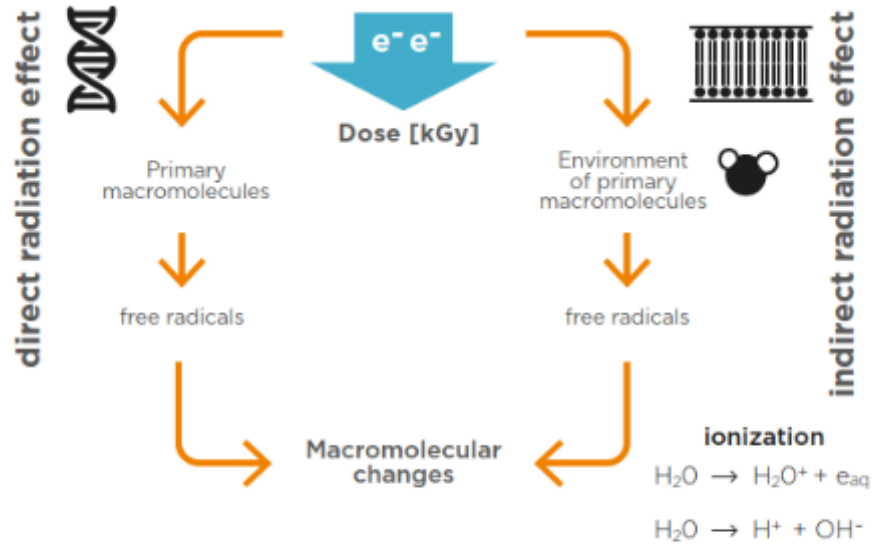 direct radiation effect
e⁻ e⁻
Dose [kGy]
Primary
macromolecules
free radicals
Environment
of primary
macromolecules
free radicals
indirect radiation effect
Macromolecular
changes
ionization
H₂O → H₂O⁺ + eₐq
H₂O → H⁺ + OH⁻